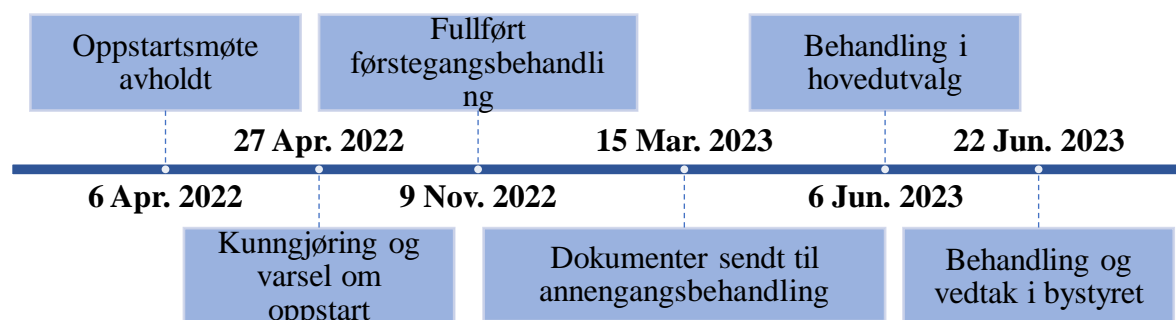 Oppstartsmøte
avholdt
Fullført
førstegangsbehandli
ng
Behandling i
hovedutvalg
27 Apr. 2022
15 Mar. 2023
22 Jun. 2023
6 Apr. 2022
9 Nov. 2022
6 Jun. 2023
Kunngjøring og
varsel om
oppstart
Dokumenter sendt til
annengangsbehandling
Behandling og
vedtak i bystyret